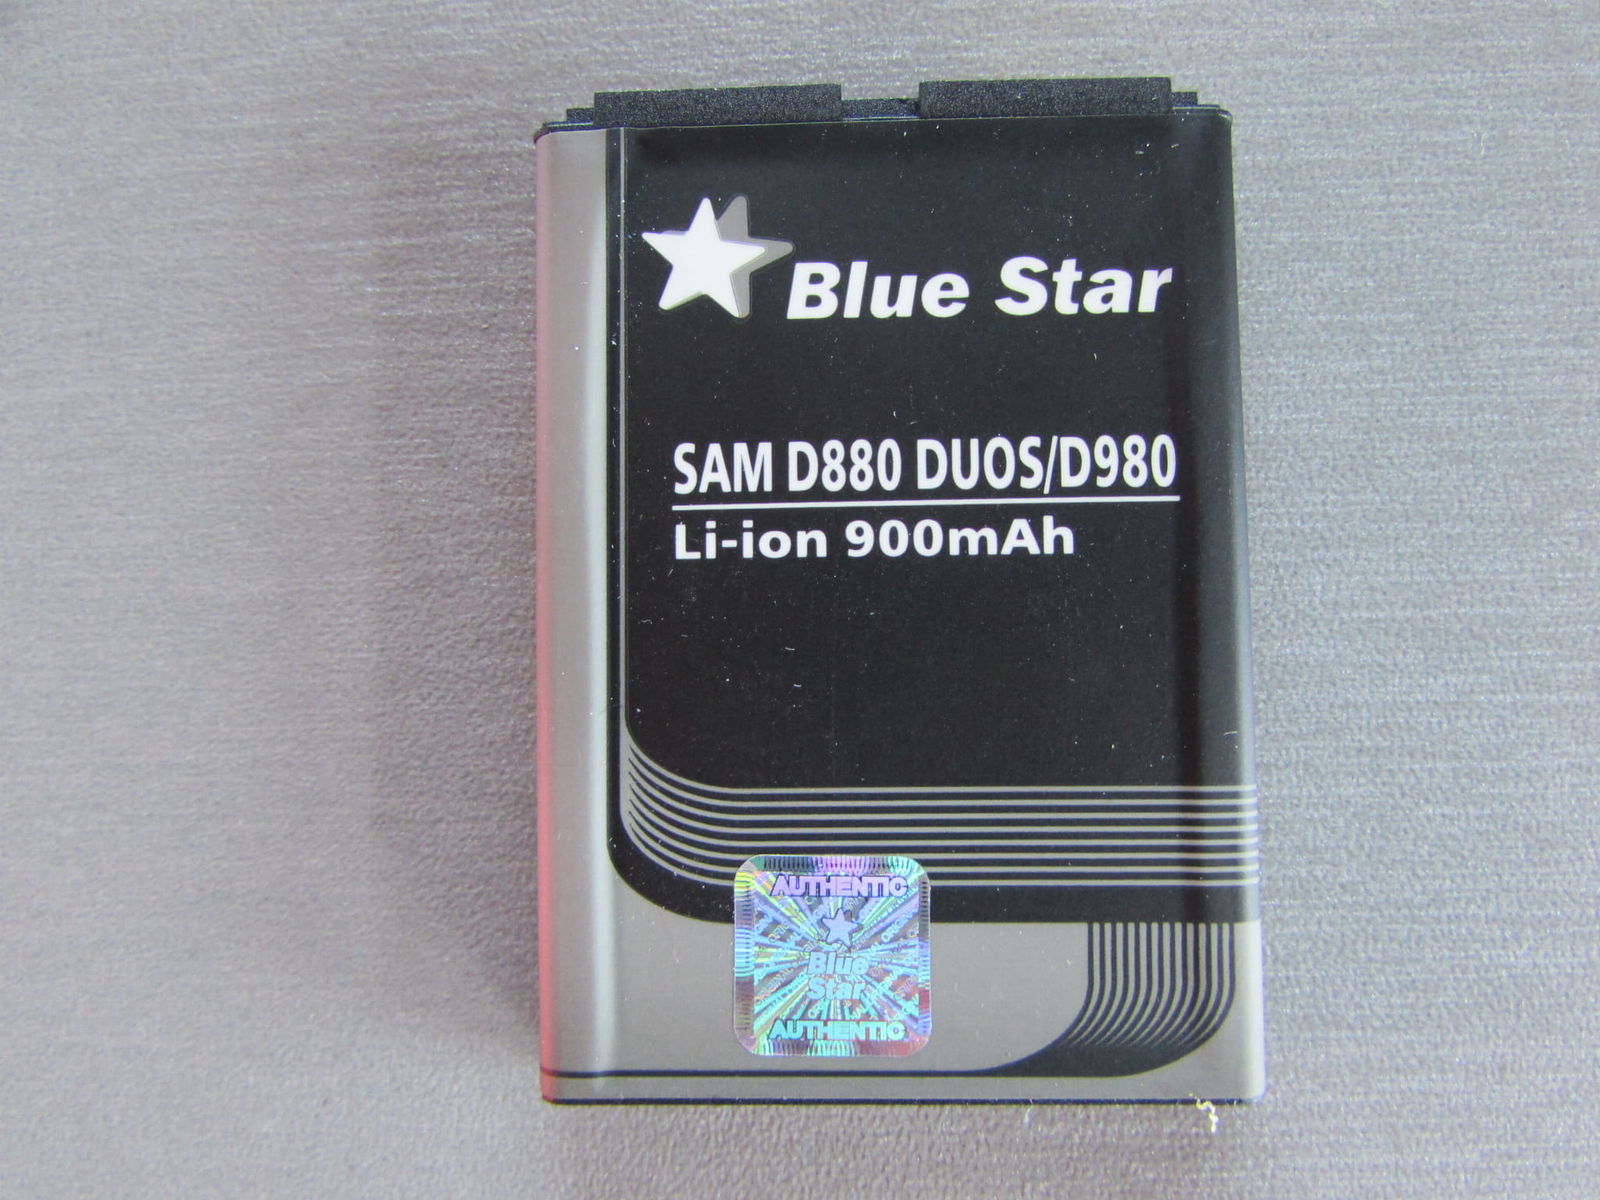 Blue Star
SAM D880 DUOS/D980
Li-ion 900mAh
AUTHENTIC
Blue
Star
AUTHENTIC